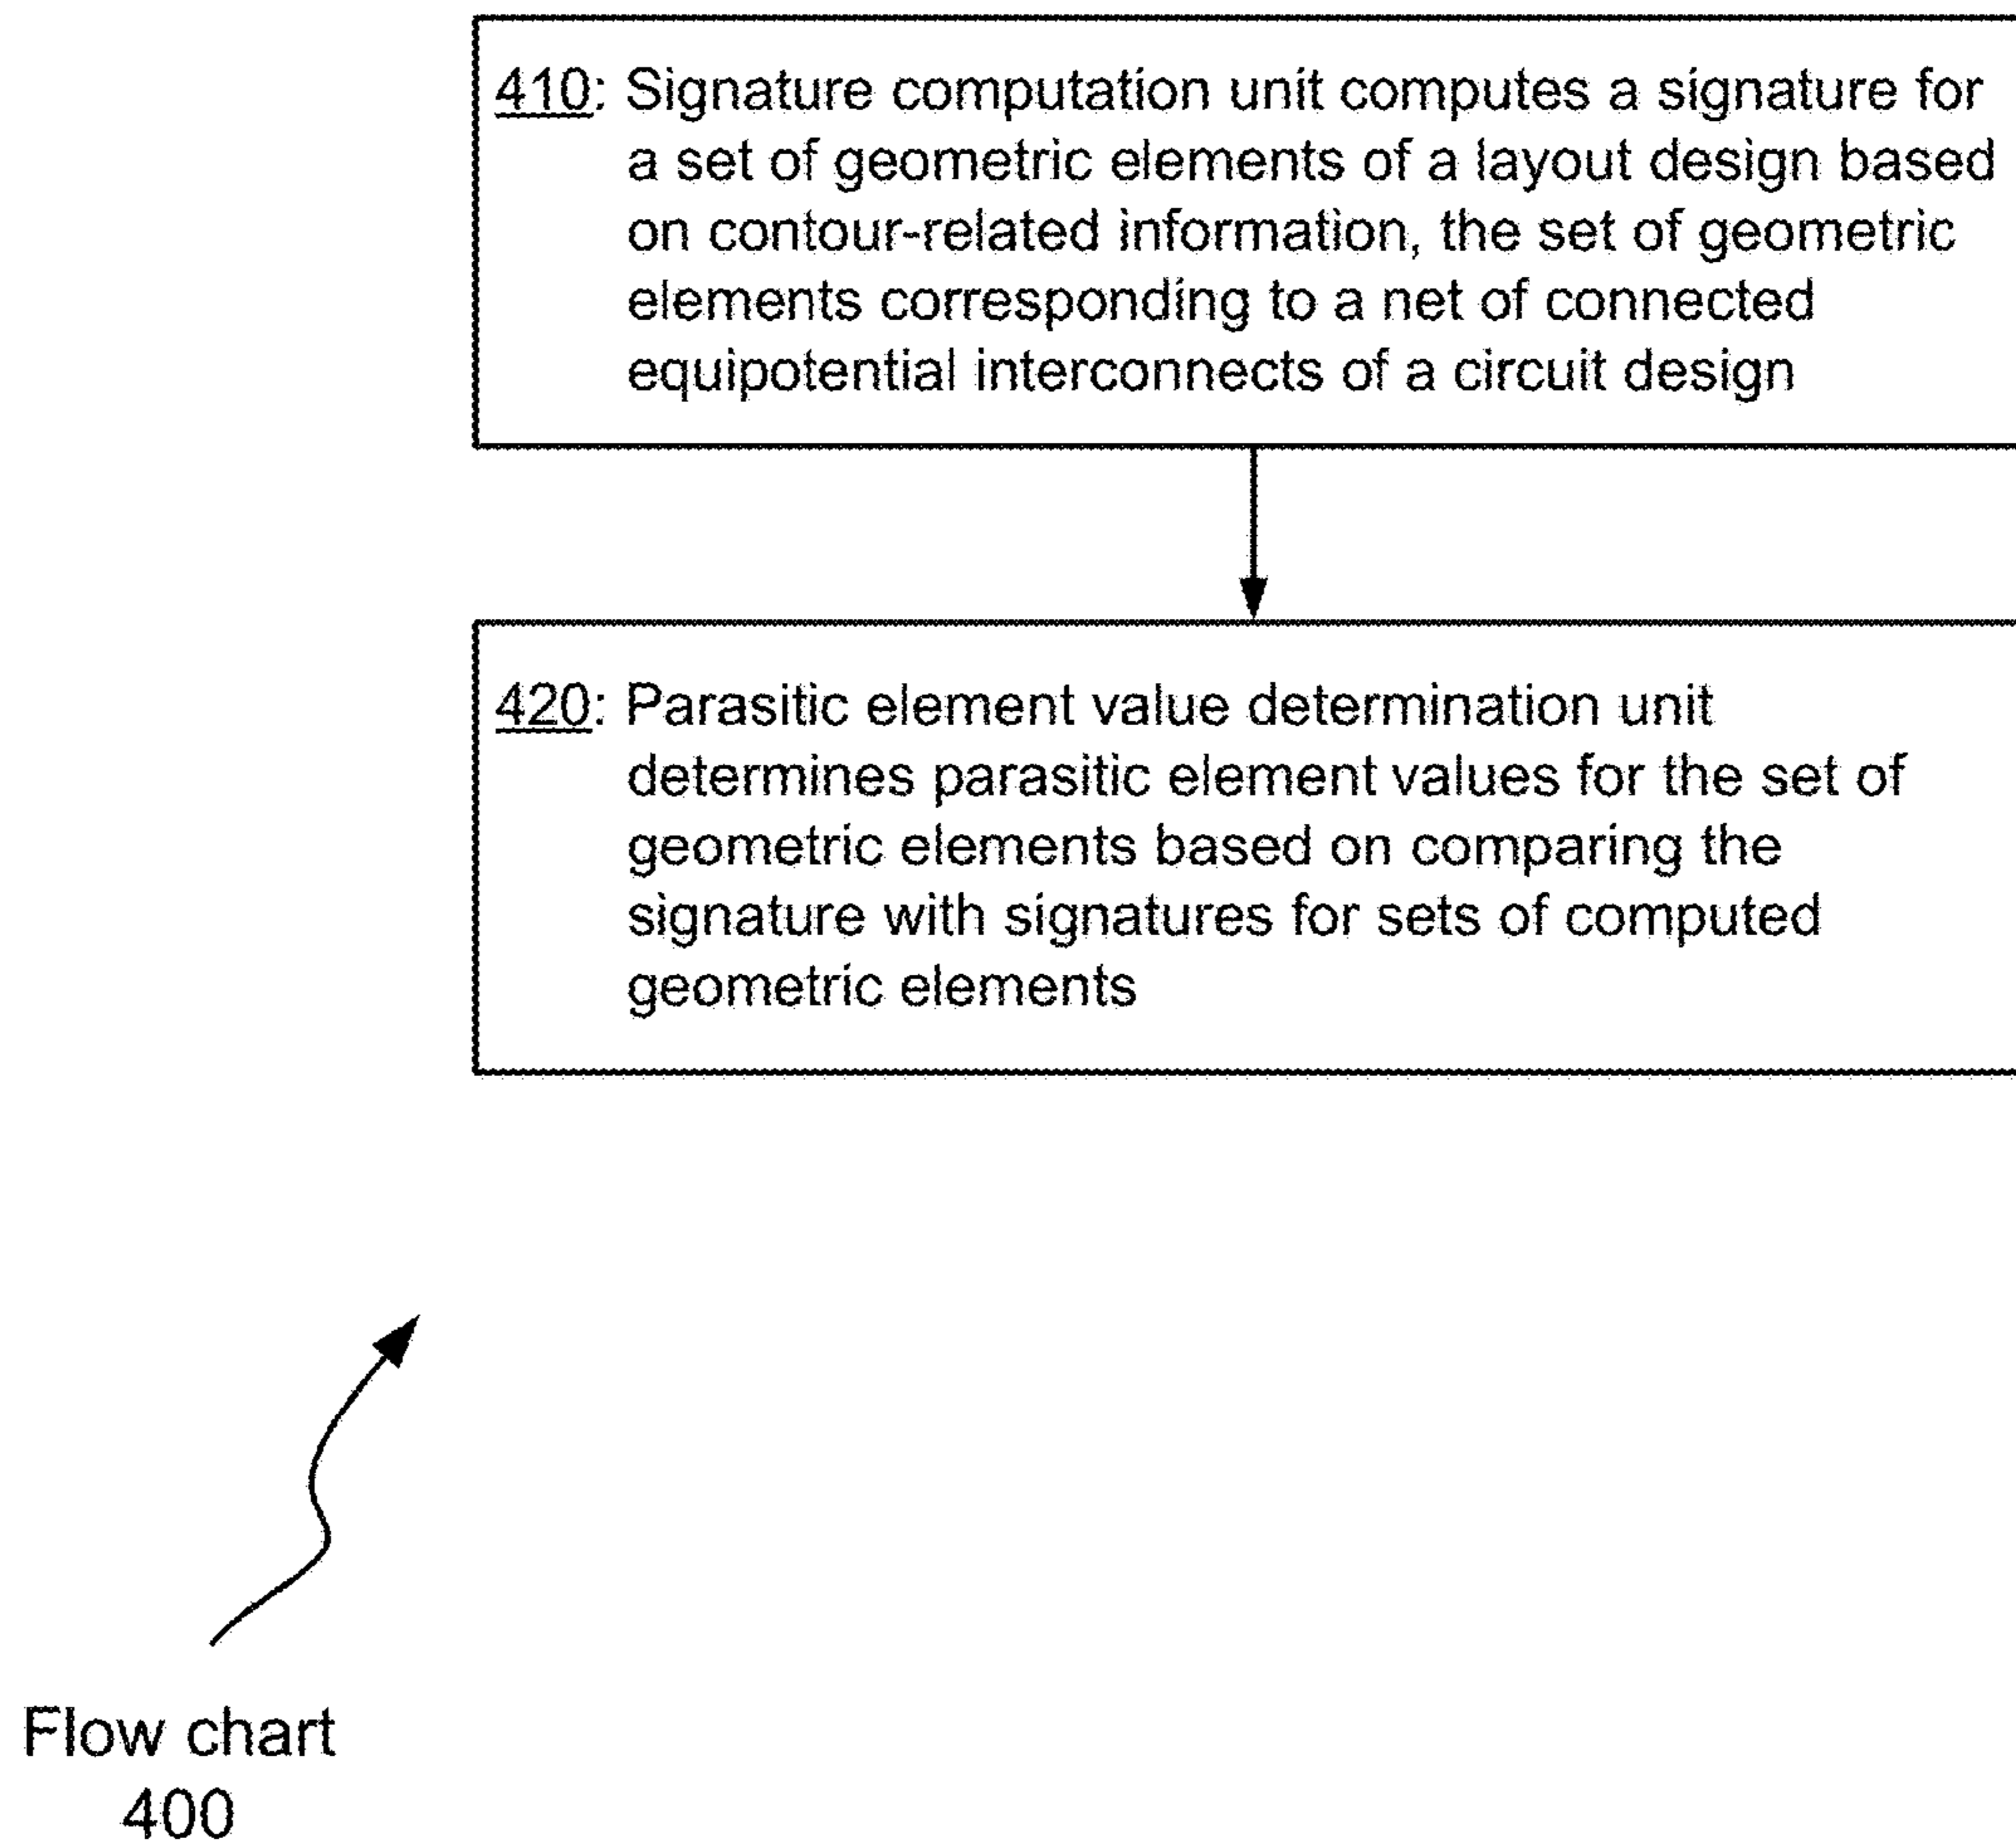 410: Signature computation unit computes a signature for
a set of geometric elements of a layout design based
on contour-related information, the set of geometric
elements corresponding to a net of connected
equipotential interconnects of a circuit design
420: Parasitic element value determination unit
determines parasitic element values for the set of
geometric elements based on comparing the
signature with signatures for sets of computed
geometric elements
Flow chart
400